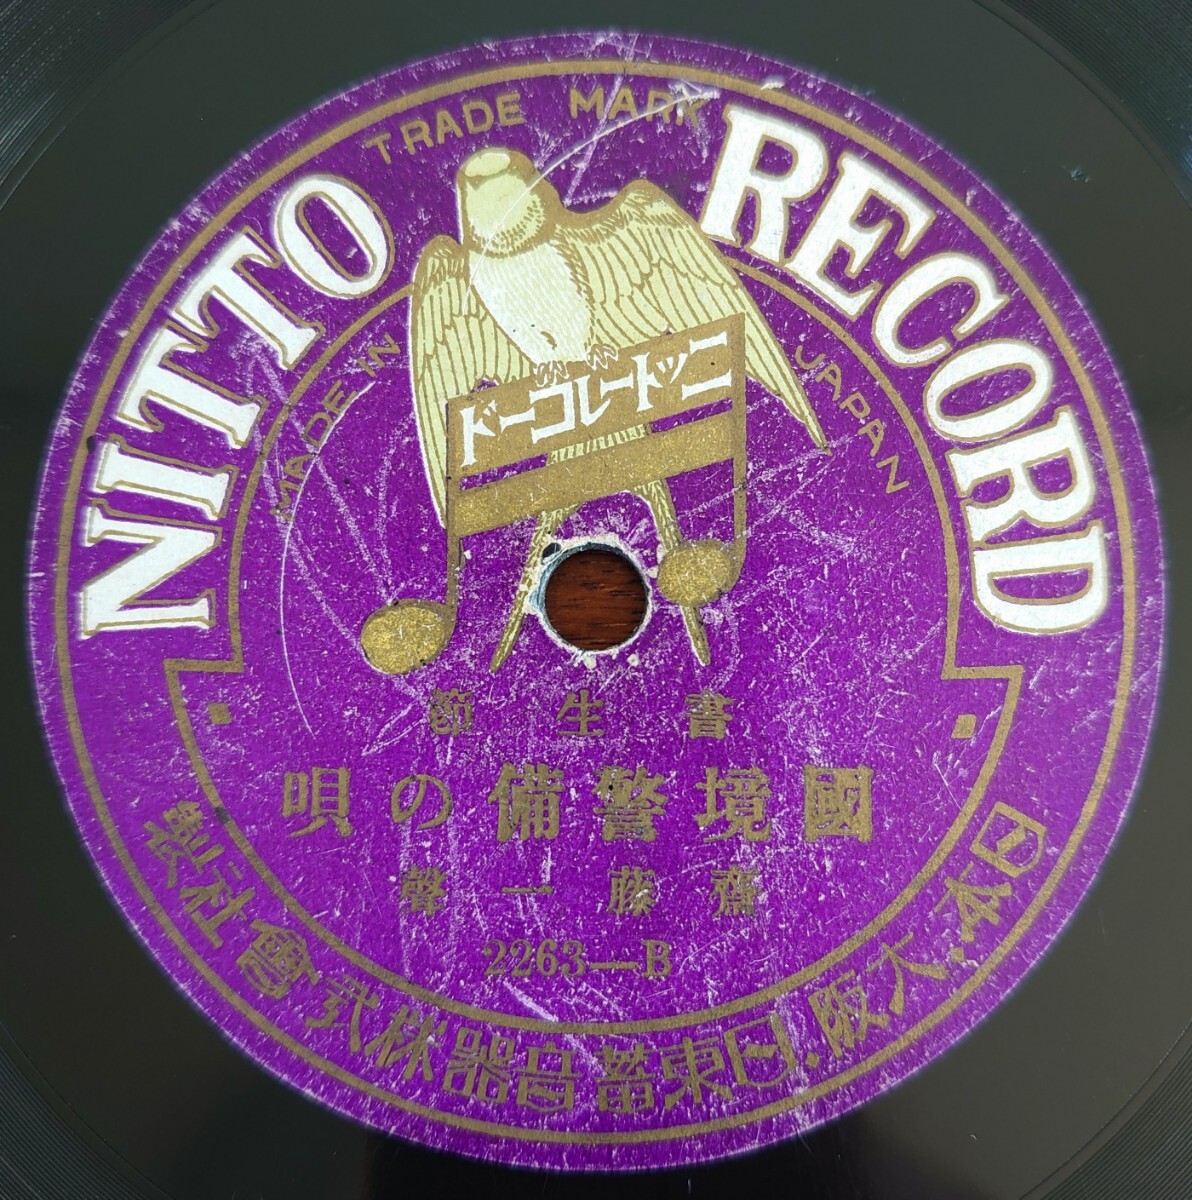 TRADE MARK
NITTO RECORD
MADE IN JAPAN
ニットーレコード
書生節
國境警備の唄
齋藤一聲
2263—B
日本.大阪.日東蓄音器株式會社製